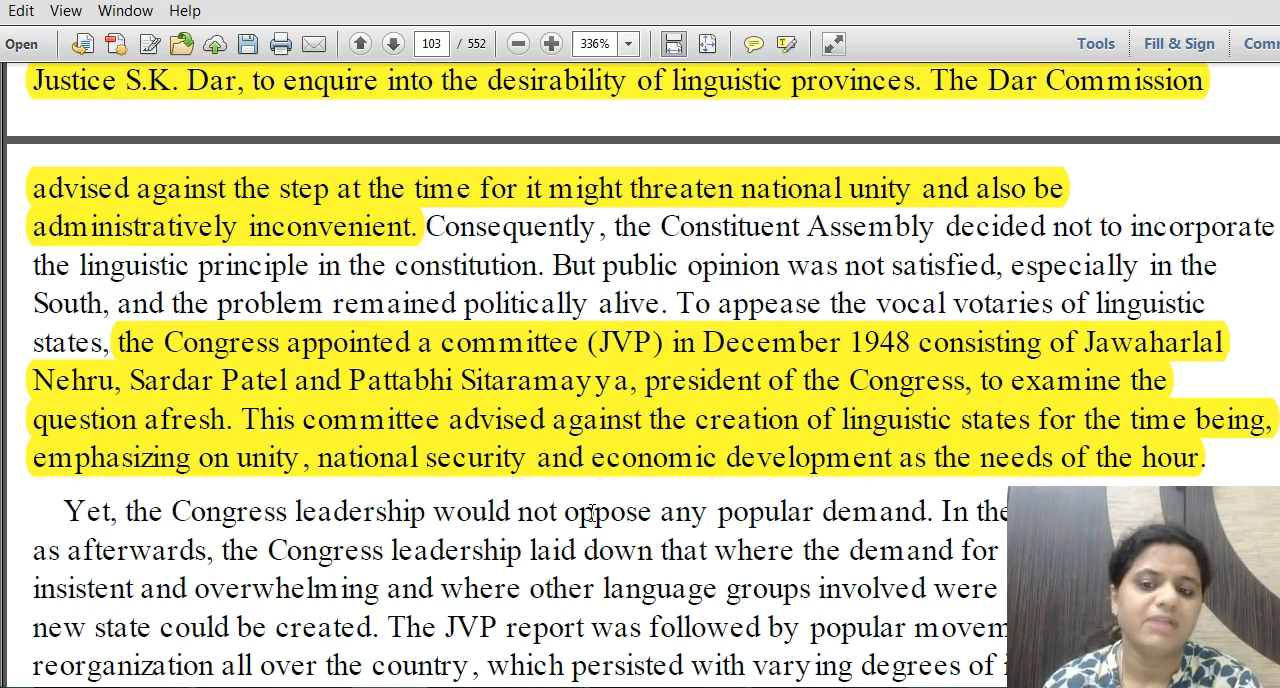 Edit View Window Help
Open 103 / 552 336% Tools Fill & Sign
Justice S.K. Dar, to enquire into the desirability of linguistic provinces. The Dar Commission
advised against the step at the time for it might threaten national unity and also be
administratively inconvenient. Consequently, the Constituent Assembly decided not to incorporate
the linguistic principle in the constitution. But public opinion was not satisfied, especially in the
South, and the problem remained politically alive. To appease the vocal votaries of linguistic
states, the Congress appointed a committee (JVP) in December 1948 consisting of Jawaharlal
Nehru, Sardar Patel and Pattabhi Sitaramayya, president of the Congress, to examine the
question afresh. This committee advised against the creation of linguistic states for the time being,
emphasizing on unity, national security and economic development as the needs of the hour.
Yet, the Congress leadership would not oppose any popular demand. In the
as afterwards, the Congress leadership laid down that where the demand for
insistent and overwhelming and where other language groups involved were
new state could be created. The JVP report was followed by popular
reorganization all over the country, which persisted with varying degrees of